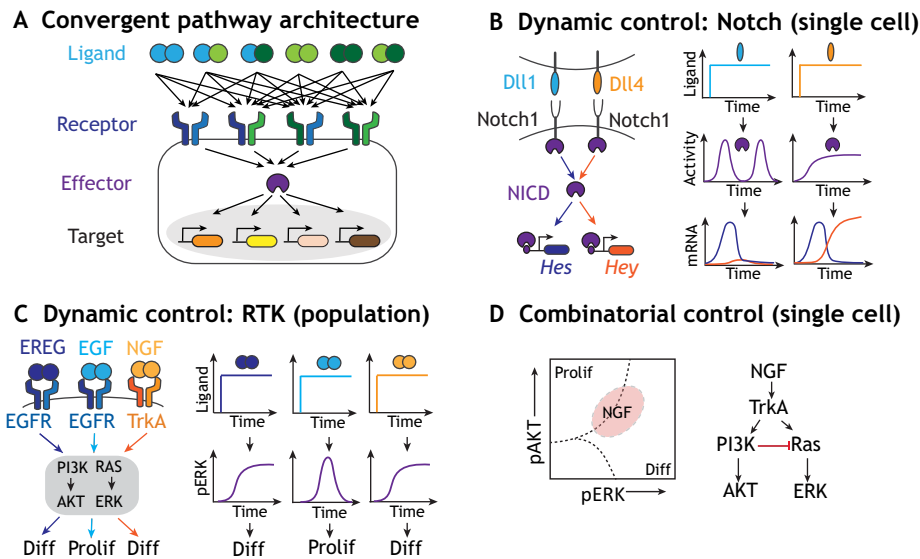 A Convergent pathway architecture
Ligand
Receptor
Effector
Target
B Dynamic control: Notch (single cell)
Dll1
Dll4
Notch1
Notch1
NICD
Hes
Hey
Ligand
Time
Time
Activity
Time
Time
mRNA
Time
Time
C Dynamic control: RTK (population)
EREG EGF NGF
EGFR EGFR TrkA
PI3K RAS
AKT ERK
Diff Prolif Diff
Ligand
Time Time Time
pERK
Time Time Time
Diff Prolif Diff
D Combinatorial control (single cell)
Prolif
NGF
Diff
pAKT
pERK
NGF
TrkA
PI3K Ras
AKT ERK